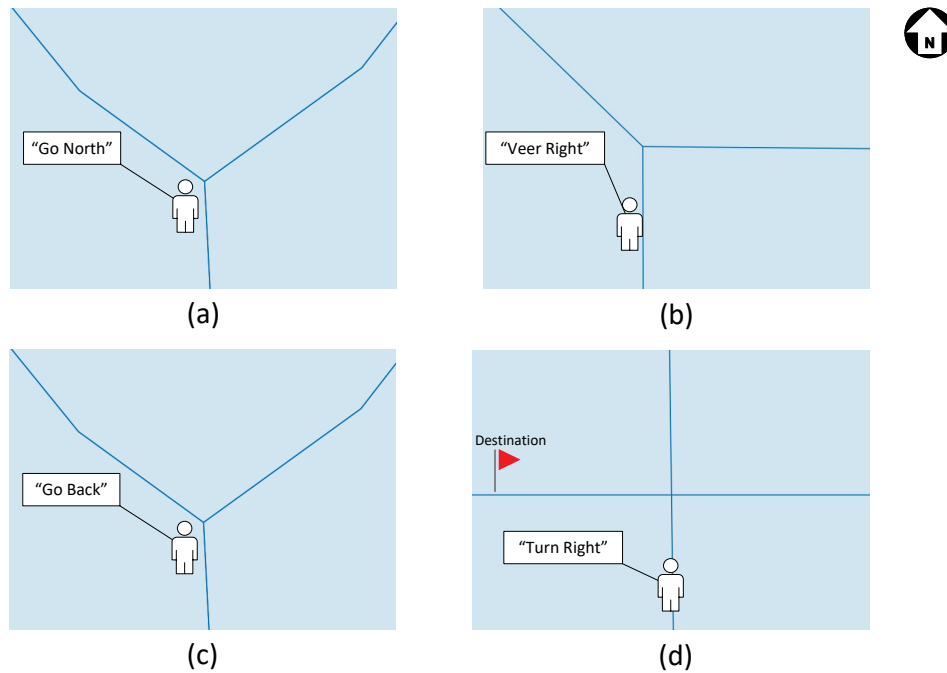 N
“Go North”
(a)
“Veer Right”
(b)
“Go Back”
(c)
Destination
“Turn Right”
(d)